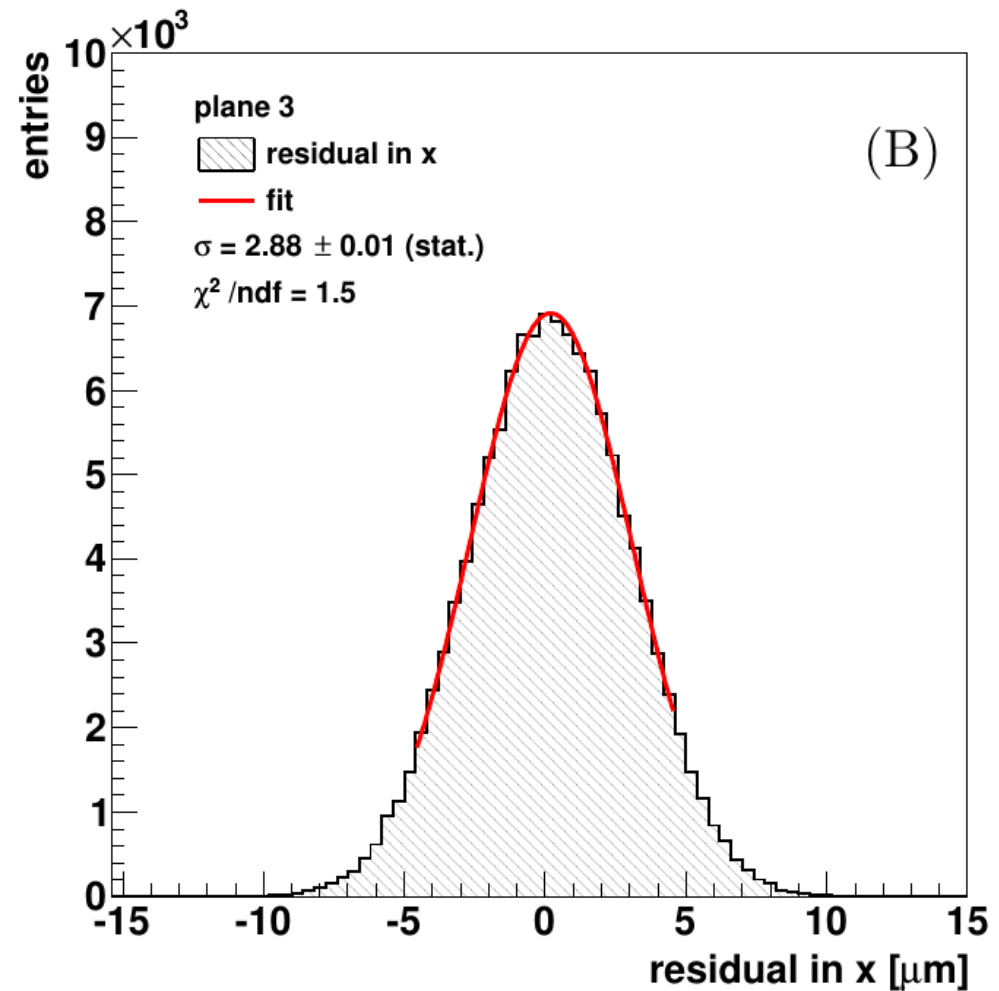 ×10³
entries
10
9
8
7
6
5
4
3
2
1
0
plane 3
residual in x
fit
σ = 2.88 ± 0.01 (stat.)
χ² /ndf = 1.5
(B)
-15 -10 -5 0 5 10 15
residual in x [μm]